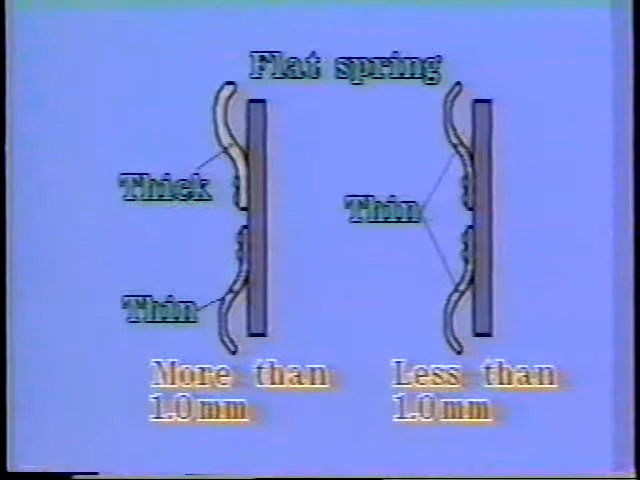 Flat spring
Thick
Thin
Thin
More than
1.0mm
Less than
1.0mm